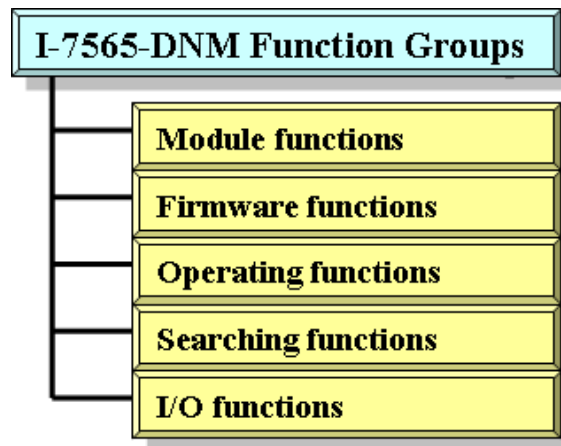 I-7565-DNM Function Groups
Module functions
Firmware functions
Operating functions
Searching functions
I/O functions